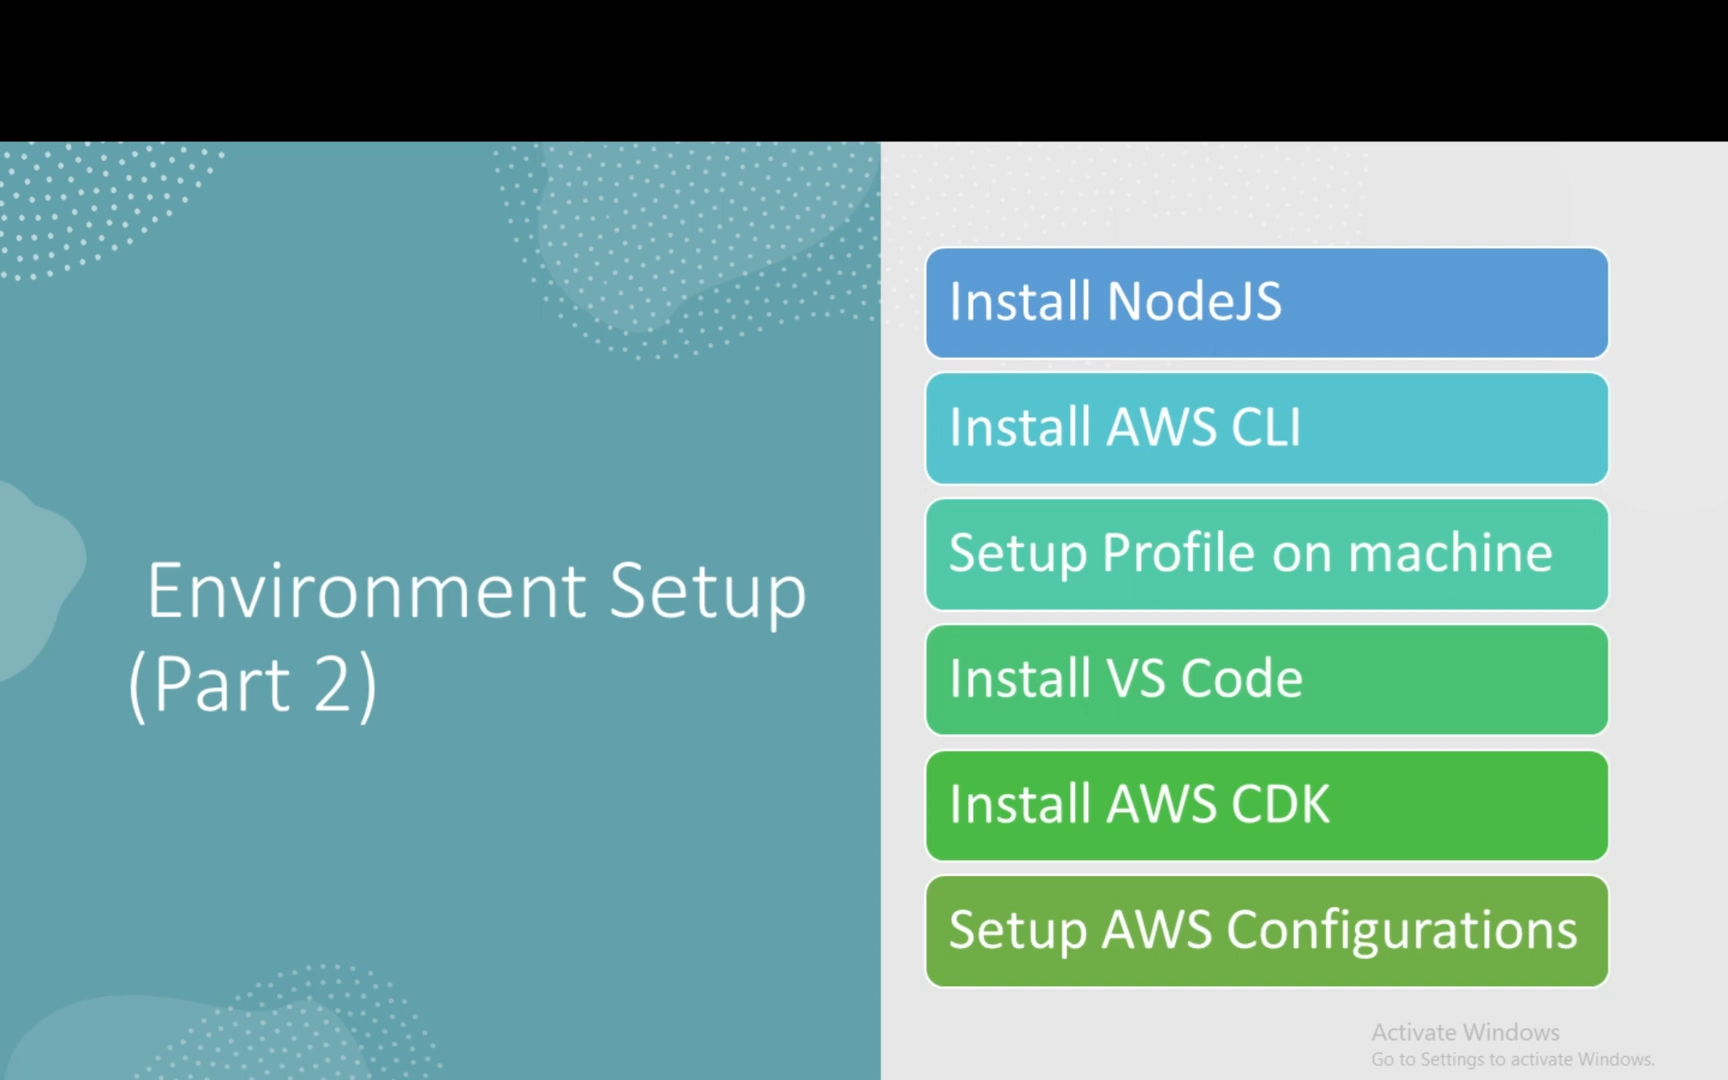 Environment Setup
(Part 2)
Install NodeJS
Install AWS CLI
Setup Profile on machine
Install VS Code
Install AWS CDK
Setup AWS Configurations
Activate Windows
Go to Settings to activate Windows.